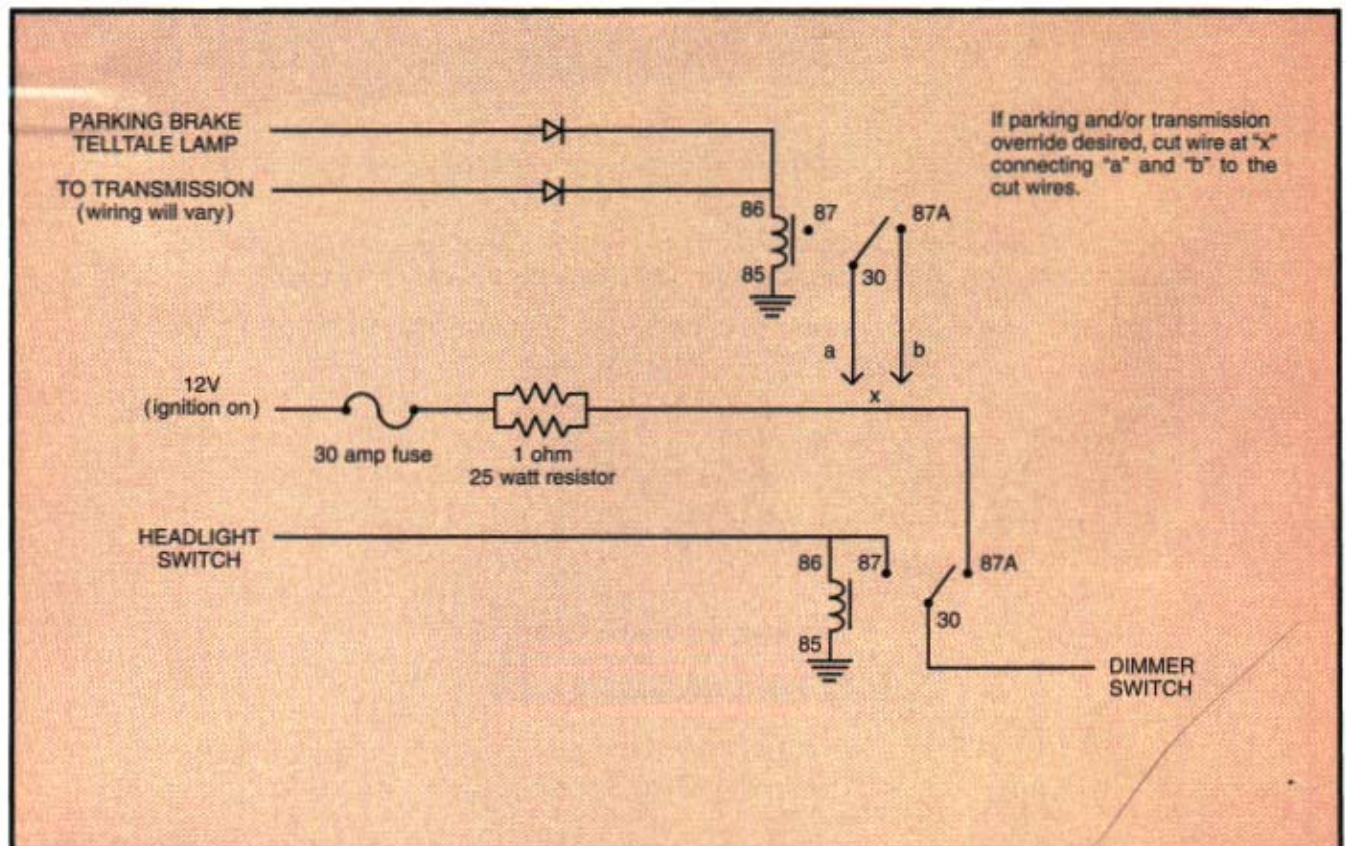 PARKING BRAKE
TELLTALE LAMP
If parking and/or transmission
override desired, cut wire at "x"
connecting "a" and "b" to the
cut wires.
TO TRANSMISSION
(wiring will vary)
86
87
87A
85
30
a
b
12V
(ignition on)
x
30 amp fuse
1 ohm
25 watt resistor
HEADLIGHT
SWITCH
86
87
87A
30
85
DIMMER
SWITCH